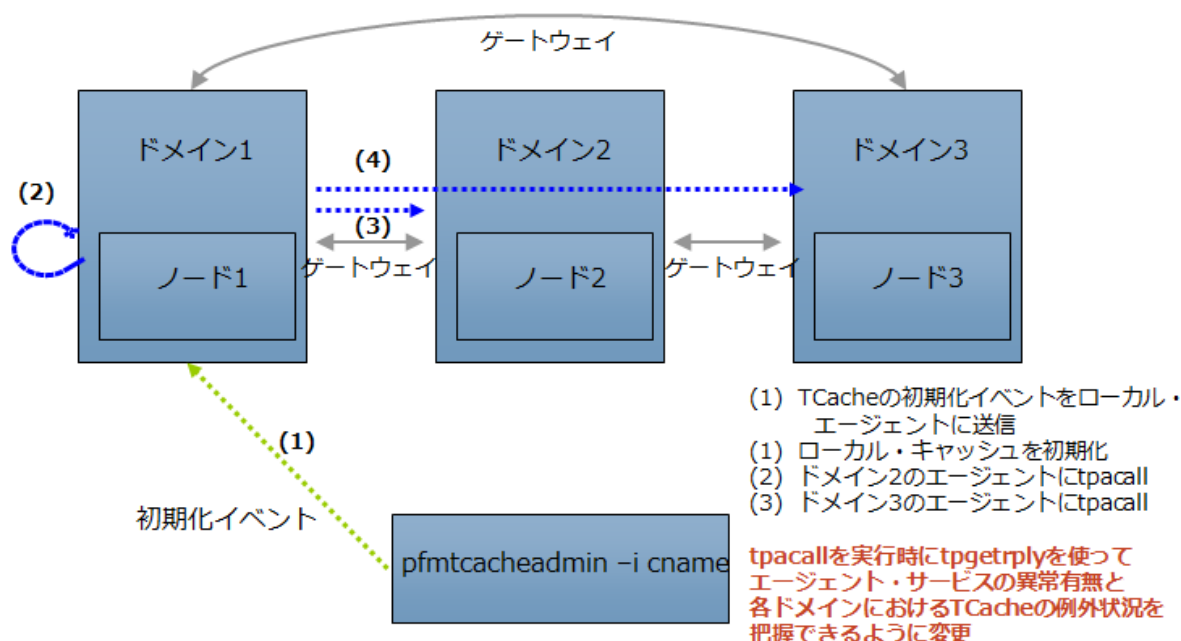 ゲートウェイ
ドメイン1
ドメイン2
ドメイン3
(4)
(2)
(3)
ゲートウェイ
ゲートウェイ
ノード1
ノード2
ノード3
(1)
初期化イベント
pfmtcacheadmin –i cname
(1) TCacheの初期化イベントをローカル・
エージェントに送信
(1) ローカル・キャッシュを初期化
(2) ドメイン2のエージェントにtpacall
(3) ドメイン3のエージェントにtpacall
tpacallを実行時にtpgetrplyを使って
エージェント・サービスの異常有無と
各ドメインにおけるTCacheの例外状況を
把握できるように変更